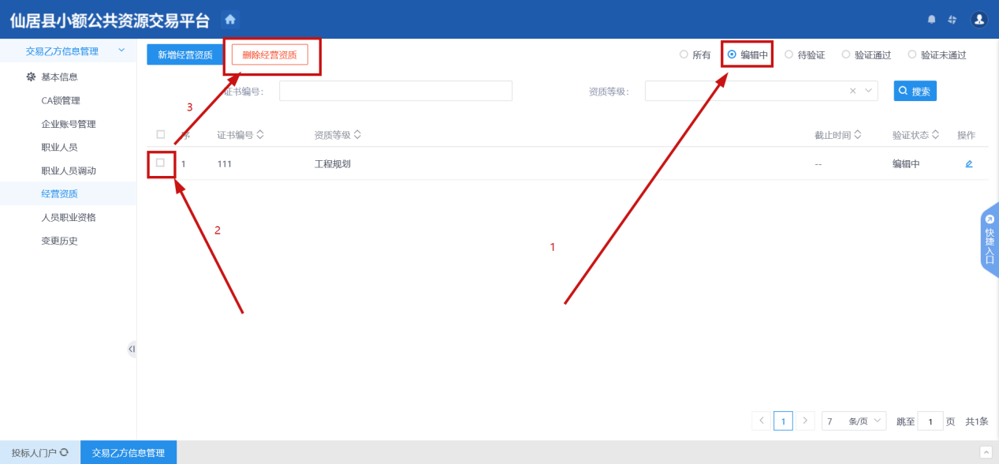 仙居县小额公共资源交易平台
交易乙方信息管理
基本信息
CA锁管理
企业账号管理
职业人员
职业人员调动
经营资质
人员职业资格
变更历史
新增经营资质 删除经营资质 所有 编辑中 待验证 验证通过 验证未通过
证书编号： 资质等级： 搜索
3
序 证书编号 资质等级 截止时间 验证状态 操作
1 111 工程规划 -- 编辑中
2
1
快捷入口
1 7 条/页 跳至 1 页 共1条
投标人门户 交易乙方信息管理